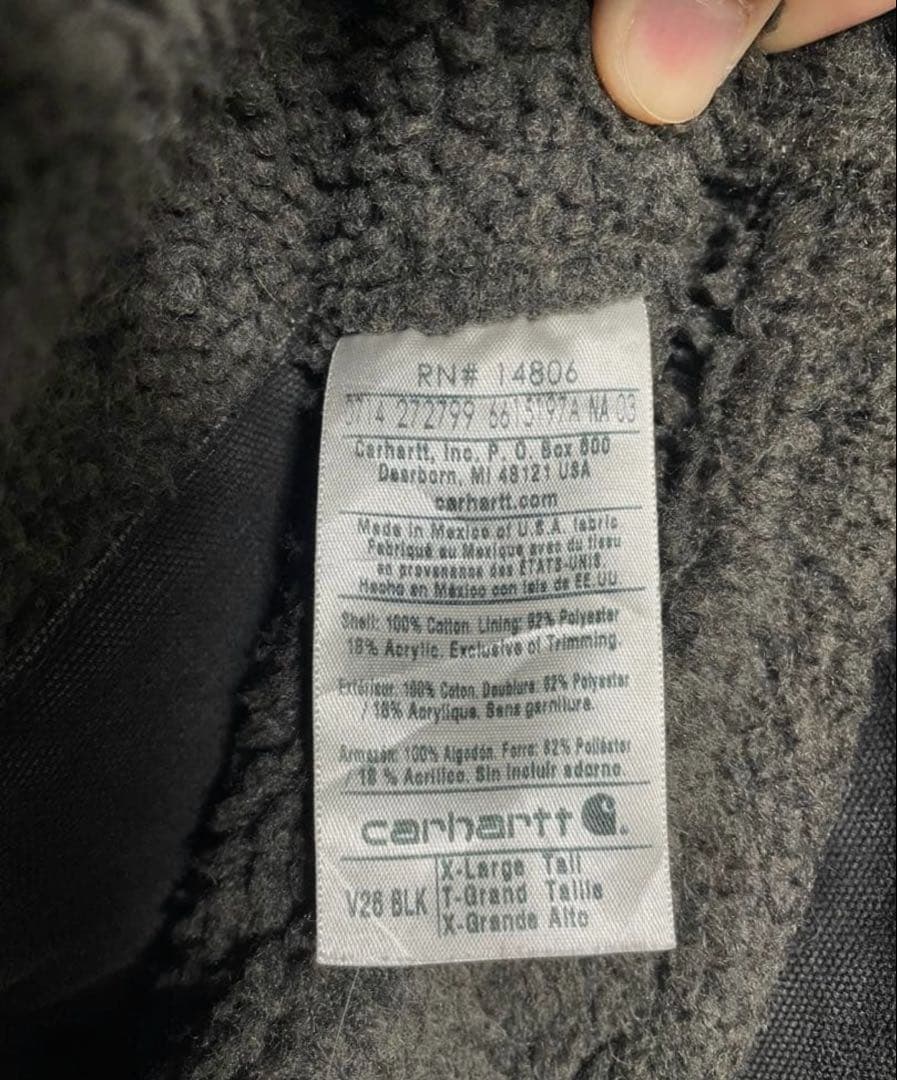 RN# 14806
272799 NA 03
Carhartt, Inc. P. O. Box 800
Dearborn, MI 48121 USA
carhartt.com
Made in Mexico of U.S.A. fabric
Fabriqué au Mexique avec du tissu
en provenance des ÉTATS-UNIS.
Hecho en México con tela de EE.UU.
Shell: 100% Cotton. Lining: 82% Polyester
18% Acrylic. Exclusive of Trimming.
Extérieur. 100% Coton. Doublure. 82% Polyester
/ 18% Acrylique. Sans garniture.
Armazón: 100% Algodón. Forro: 82% Poliéster
/ 18 % Acrílico. Sin incluir adorno
carhartt
X-Large Tall
V26 BLK T-Grand Taille
X-Grande Alto